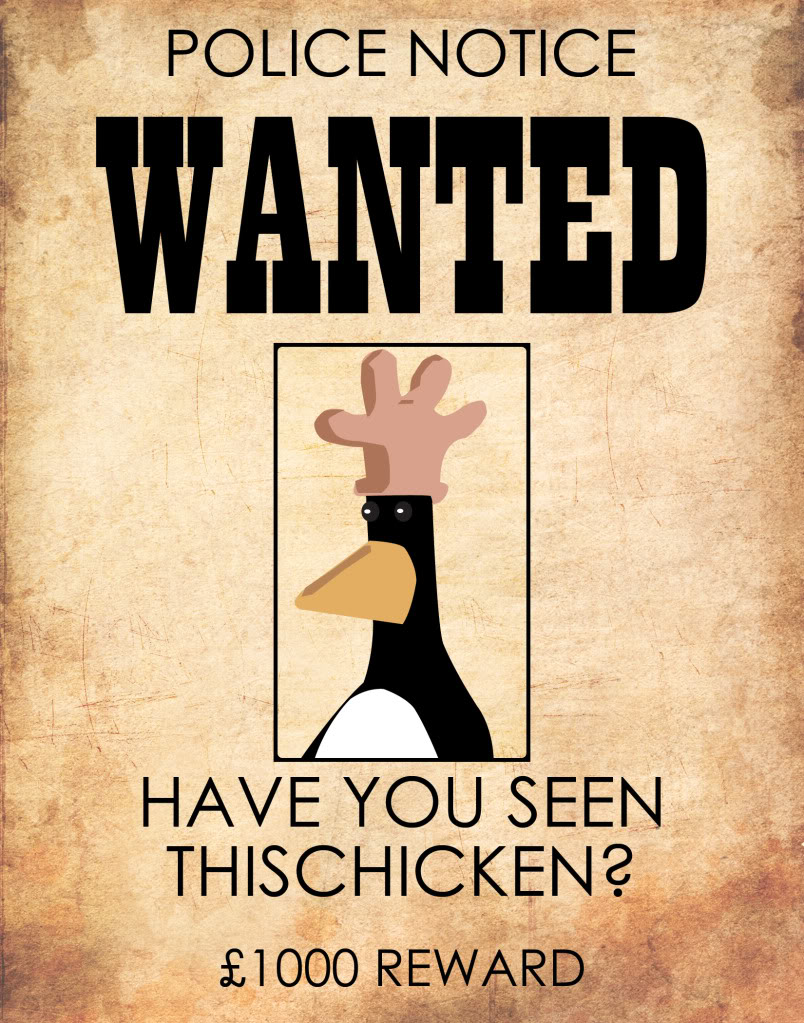 POLICE NOTICE
WANTED
HAVE YOU SEEN
THISCHICKEN?
£1000 REWARD